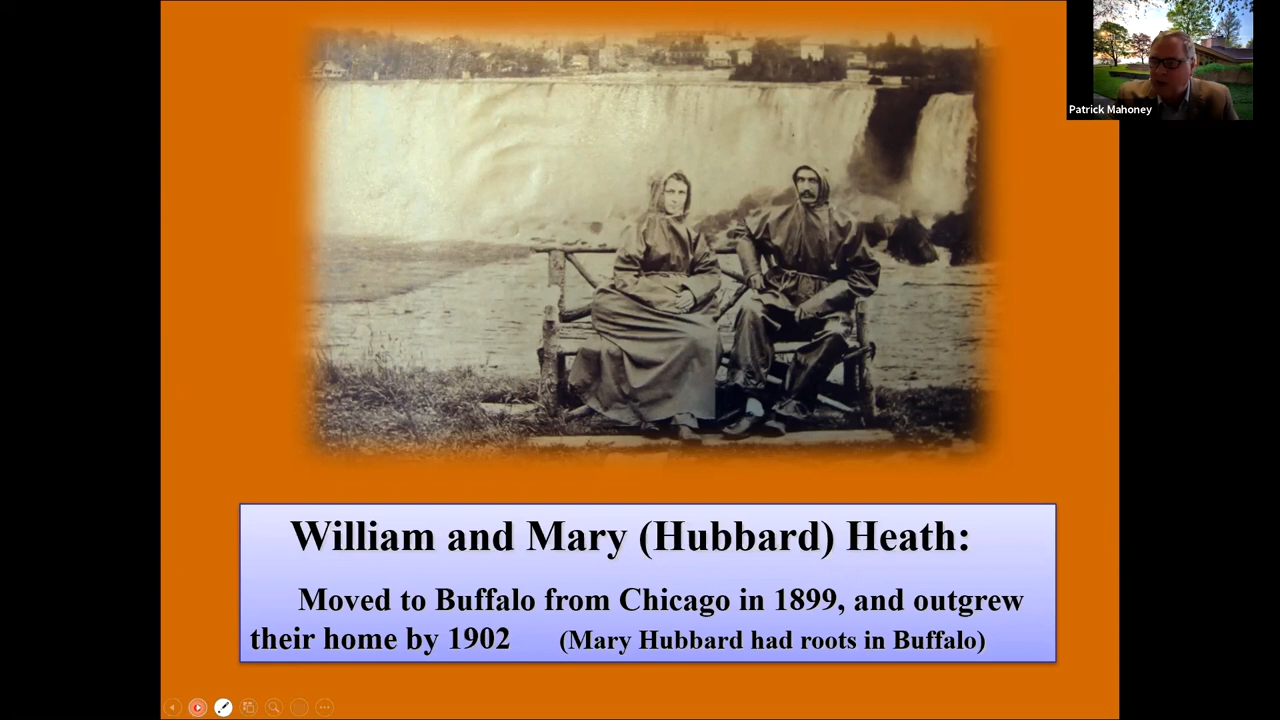 Patrick Mahoney
William and Mary (Hubbard) Heath:
Moved to Buffalo from Chicago in 1899, and outgrew
their home by 1902 (Mary Hubbard had roots in Buffalo)